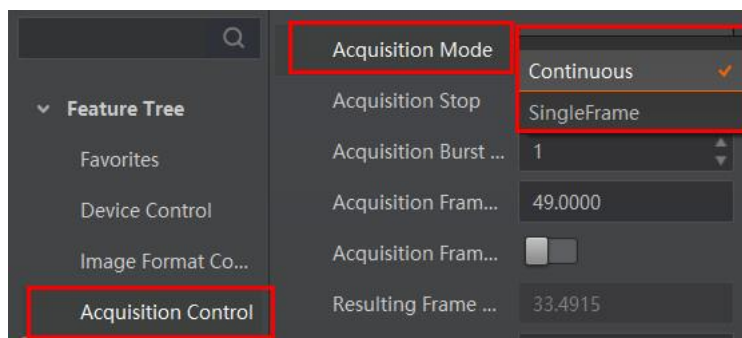 Acquisition Mode
Continuous
SingleFrame
Feature Tree
Acquisition Stop
Favorites
Acquisition Burst ...
1
Device Control
Acquisition Fram...
49.0000
Image Format Co...
Acquisition Fram...
Acquisition Control
Resulting Frame ...
33.4915